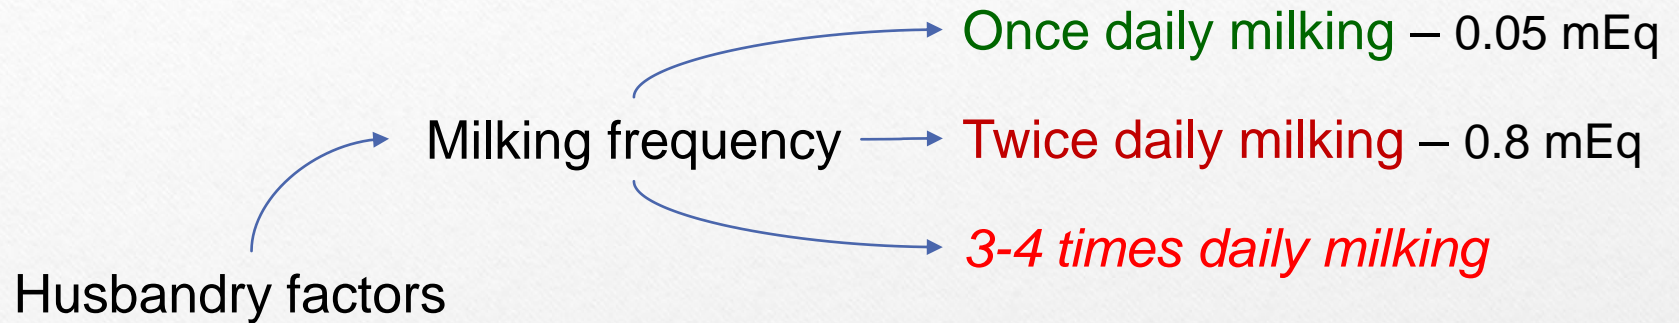 Once daily milking – 0.05 mEq
Milking frequency
Twice daily milking – 0.8 mEq
3-4 times daily milking
Husbandry factors